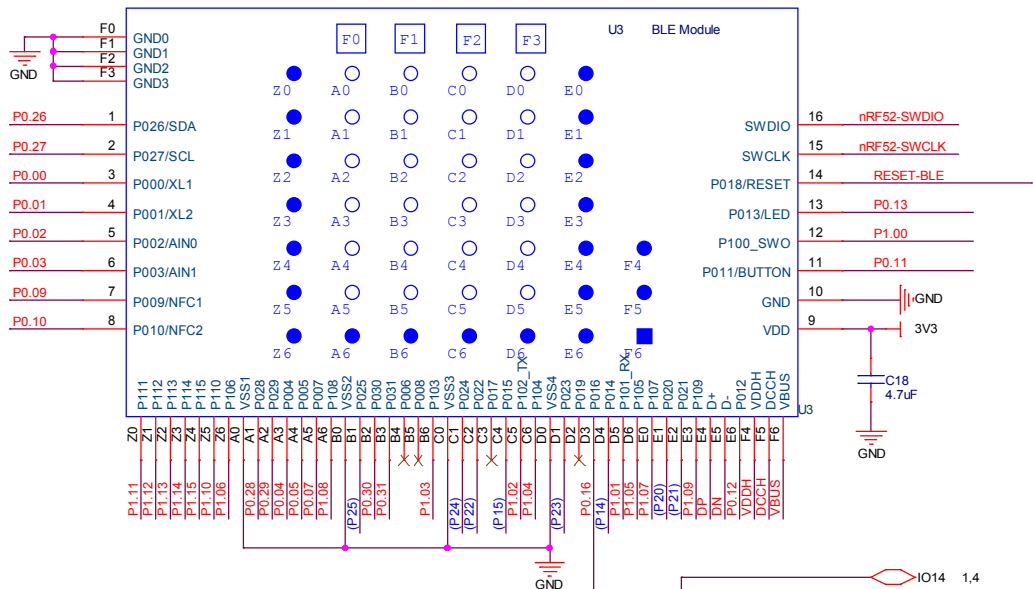 U3 BLE Module
F0 GND0
F1 GND1
F2 GND2
F3 GND3
GND
F0 F1 F2 F3
Z0 A0 B0 C0 D0 E0
Z1 A1 B1 C1 D1 E1
Z2 A2 B2 C2 D2 E2
Z3 A3 B3 C3 D3 E3
Z4 A4 B4 C4 D4 E4 F4
Z5 A5 B5 C5 D5 E5 F5
Z6 A6 B6 C6 D6 E6 F6
P0.26 1 P026/SDA
P0.27 2 P027/SCL
P0.00 3 P000/XL1
P0.01 4 P001/XL2
P0.02 5 P002/AIN0
P0.03 6 P003/AIN1
P0.09 7 P009/NFC1
P0.10 8 P010/NFC2
SWDIO 16 nRF52-SWDIO
SWCLK 15 nRF52-SWCLK
P018/RESET 14 RESET-BLE
P013/LED 13 P0.13
P100_SWO 12 P1.00
P011/BUTTON 11 P0.11
GND 10 GND
VDD 9 3V3
C18
4.7uF
GND
U3
P111 P112 P113 P114 P115 P110 P106 VSS1 P028 P029 P004 P005 P007 P108 VSS2 P025 P030 P031 P006 P008 P103 VSS3 P024 P022 P017 P015 P102_TX P104 VSS4 P023 P019 P016 P014 P101_RX P105 P107 P020 P021 P109 D+ D- P012 VDDH DCCH VBUS
Z0 Z1 Z2 Z3 Z4 Z5 Z6 A0 A1 A2 A3 A4 A5 A6 B0 B1 B2 B3 B4 B5 B6 C0 C1 C2 C3 C4 C5 C6 D0 D1 D2 D3 D4 D5 D6 E0 E1 E2 E3 E4 E5 E6 F4 F5 F6
P1.11 P1.12 P1.13 P1.14 P1.15 P1.10 P1.06 P0.28 P0.29 P0.04 P0.05 P0.07 P1.08 (P25) P0.30 P0.31 P1.03 (P24) (P22) (P15) P1.02 P1.04 (P23) P0.16 (P14) P1.01 P1.05 P1.07 (P20) (P21) P1.09 DP DN P0.12 VDDH DCCH VBUS
GND
IO14 1,4